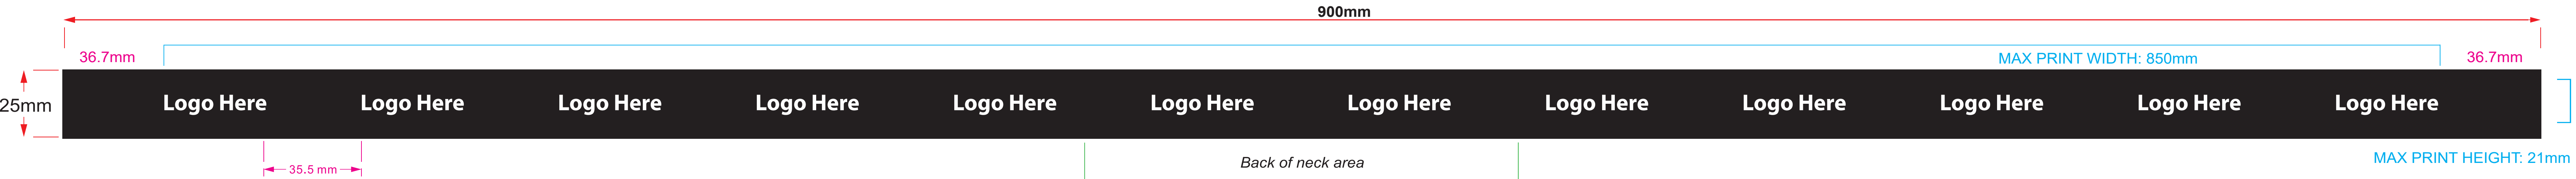 900mm
36.7mm
MAX PRINT WIDTH: 850mm
36.7mm
25mm
Logo Here Logo Here Logo Here Logo Here Logo Here Logo Here Logo Here Logo Here Logo Here Logo Here Logo Here Logo Here
35.5 mm
Back of neck area
MAX PRINT HEIGHT: 21mm